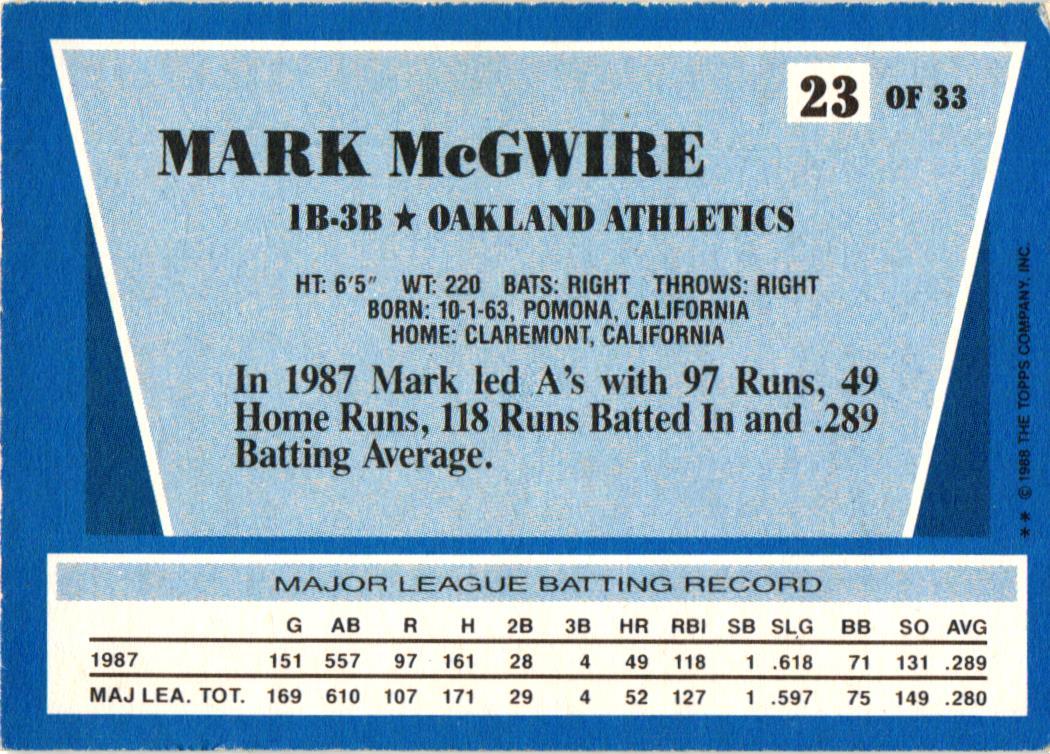 23 OF 33
MARK McGWIRE
1B-3B ★ OAKLAND ATHLETICS
HT: 6'5" WT: 220 BATS: RIGHT THROWS: RIGHT
BORN: 10-1-63, POMONA, CALIFORNIA
HOME: CLAREMONT, CALIFORNIA
In 1987 Mark led A's with 97 Runs, 49
Home Runs, 118 Runs Batted In and .289
Batting Average.
** © 1988 THE TOPPS COMPANY, INC.
MAJOR LEAGUE BATTING RECORD
G AB R H 2B 3B HR RBI SB SLG BB SO AVG
1987 151 557 97 161 28 4 49 118 1 .618 71 131 .289
MAJ LEA. TOT. 169 610 107 171 29 4 52 127 1 .597 75 149 .280